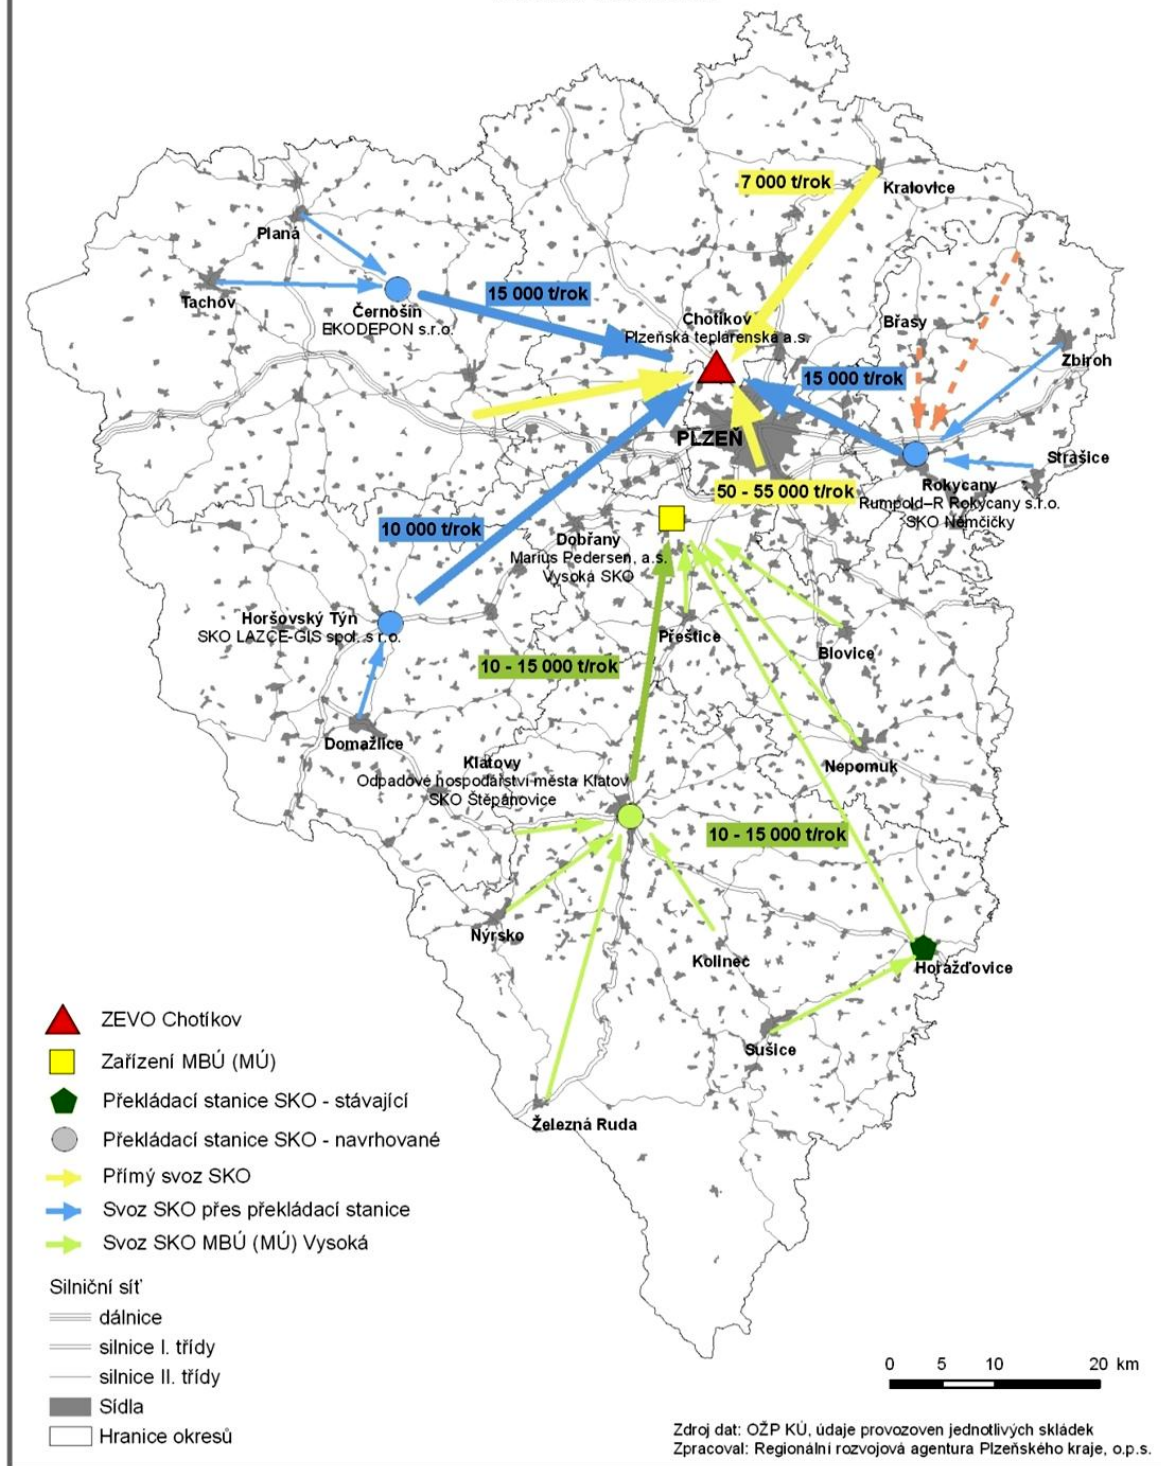 7 000 t/rok
Kralovice
Planá
Tachov
Černošín
EKODEPON s.r.o.
15 000 t/rok
Chotíkov
Plzeňská teplárenská a.s.
Břasy
Zbiroh
15 000 t/rok
PLZEŇ
Strašice
Rokycany
Rumpold–R Rokycany s.r.o.
SKO Němčičky
50 - 55 000 t/rok
10 000 t/rok
Dobřany
Marius Pedersen, a.s.
Vysoká SKO
Horšovský Týn
SKO LAZCE-GIS spol. s r.o.
Přeštice
Blovice
10 - 15 000 t/rok
Domažlice
Klatovy
Odpadové hospodářství města Klatov
SKO Štěpánovice
Nepomuk
10 - 15 000 t/rok
Nýrsko
Kolinec
Horažďovice
Sušice
Železná Ruda
ZEVO Chotíkov
Zařízení MBÚ (MÚ)
Překládací stanice SKO - stávající
Překládací stanice SKO - navrhované
Přímý svoz SKO
Svoz SKO přes překládací stanice
Svoz SKO MBÚ (MÚ) Vysoká
Silniční síť
dálnice
silnice I. třídy
silnice II. třídy
Sídla
Hranice okresů
0 5 10 20 km
Zdroj dat: OŽP KÚ, údaje provozoven jednotlivých skládek
Zpracoval: Regionální rozvojová agentura Plzeňského kraje, o.p.s.